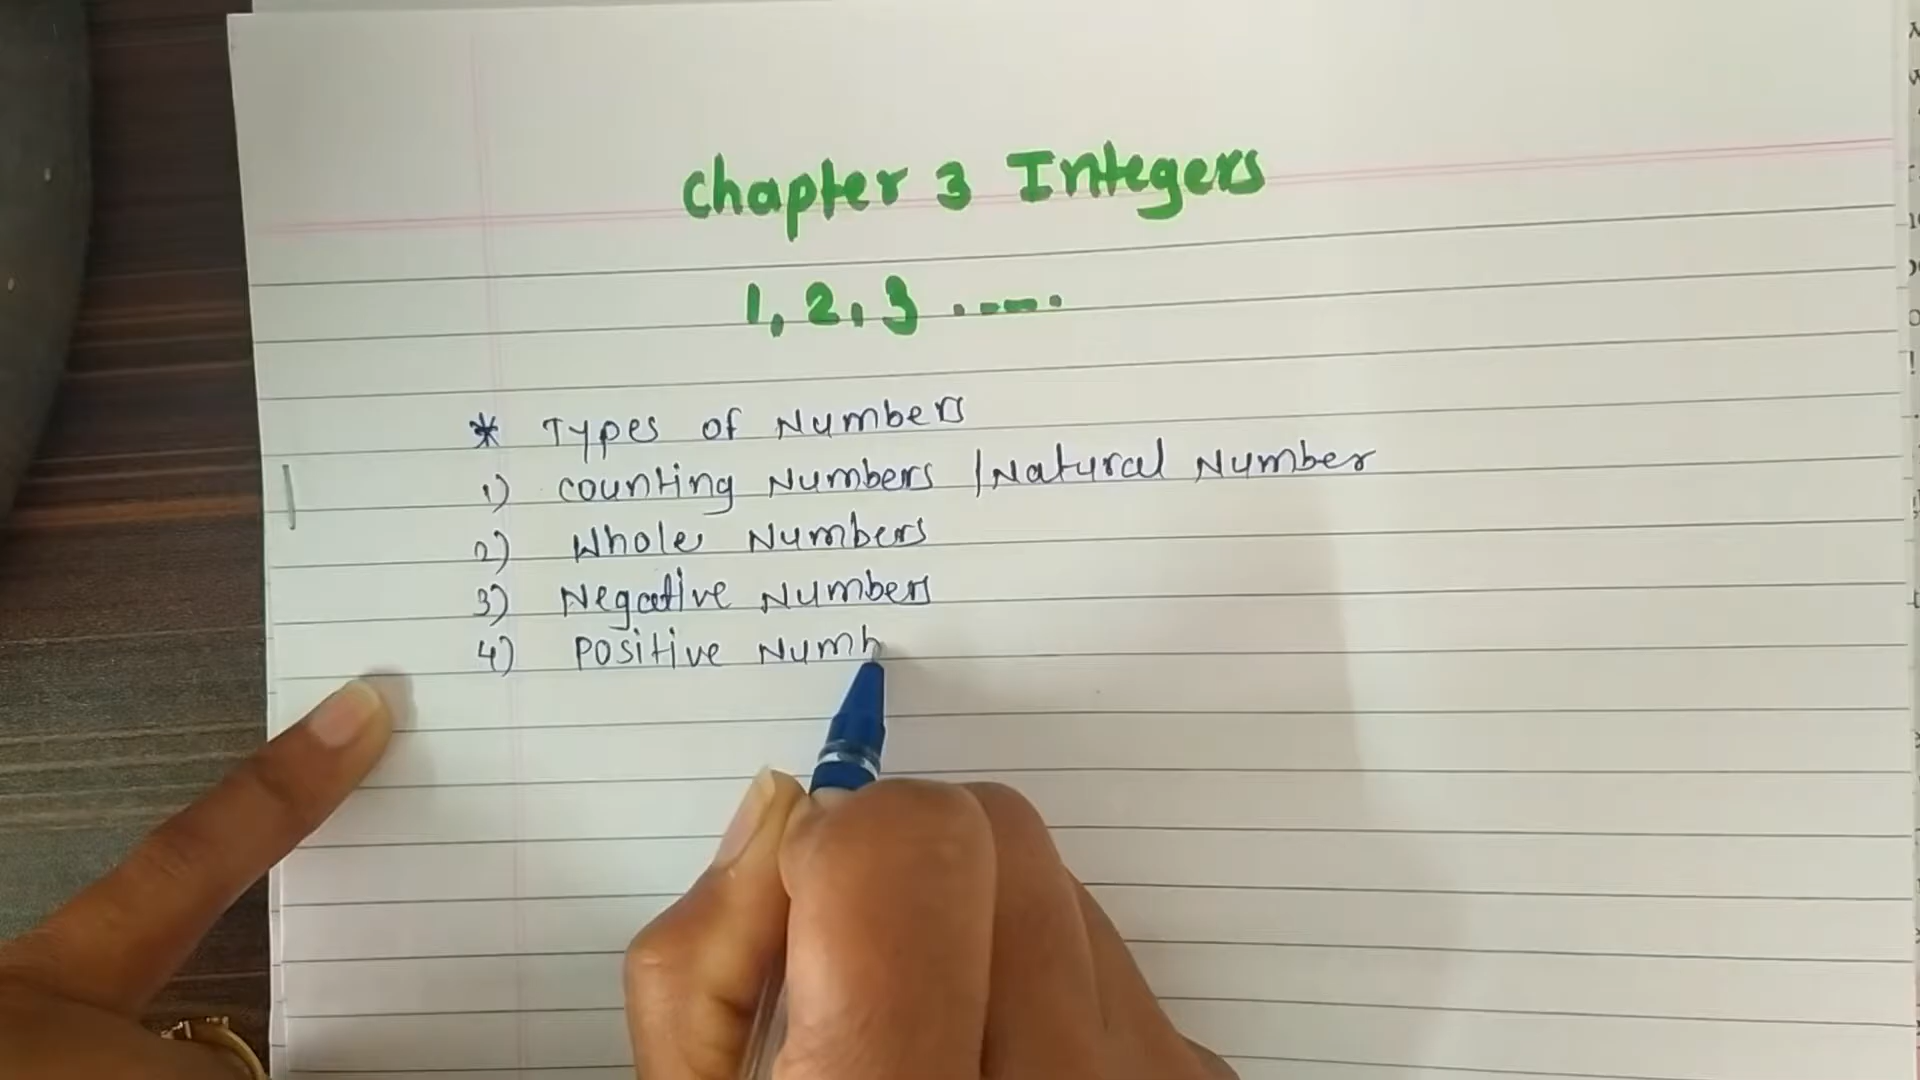 Chapter 3 Integers
1, 2, 3 .....
* Types of Numbers
1) Counting Numbers / Natural Number
2) Whole Numbers
3) Negative Numbers
4) Positive Numb